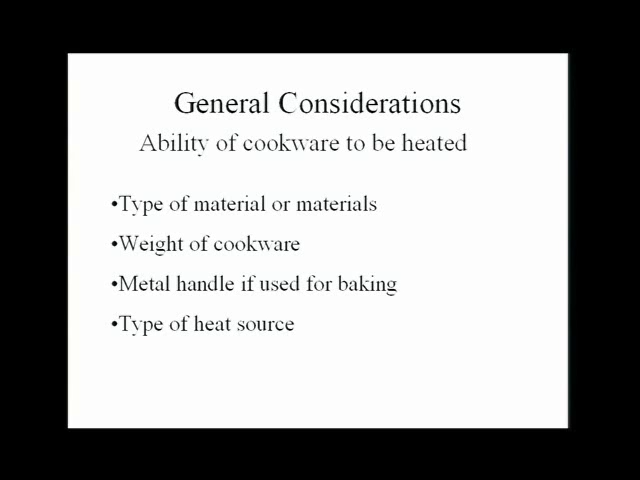 General Considerations
Ability of cookware to be heated
•Type of material or materials
•Weight of cookware
•Metal handle if used for baking
•Type of heat source